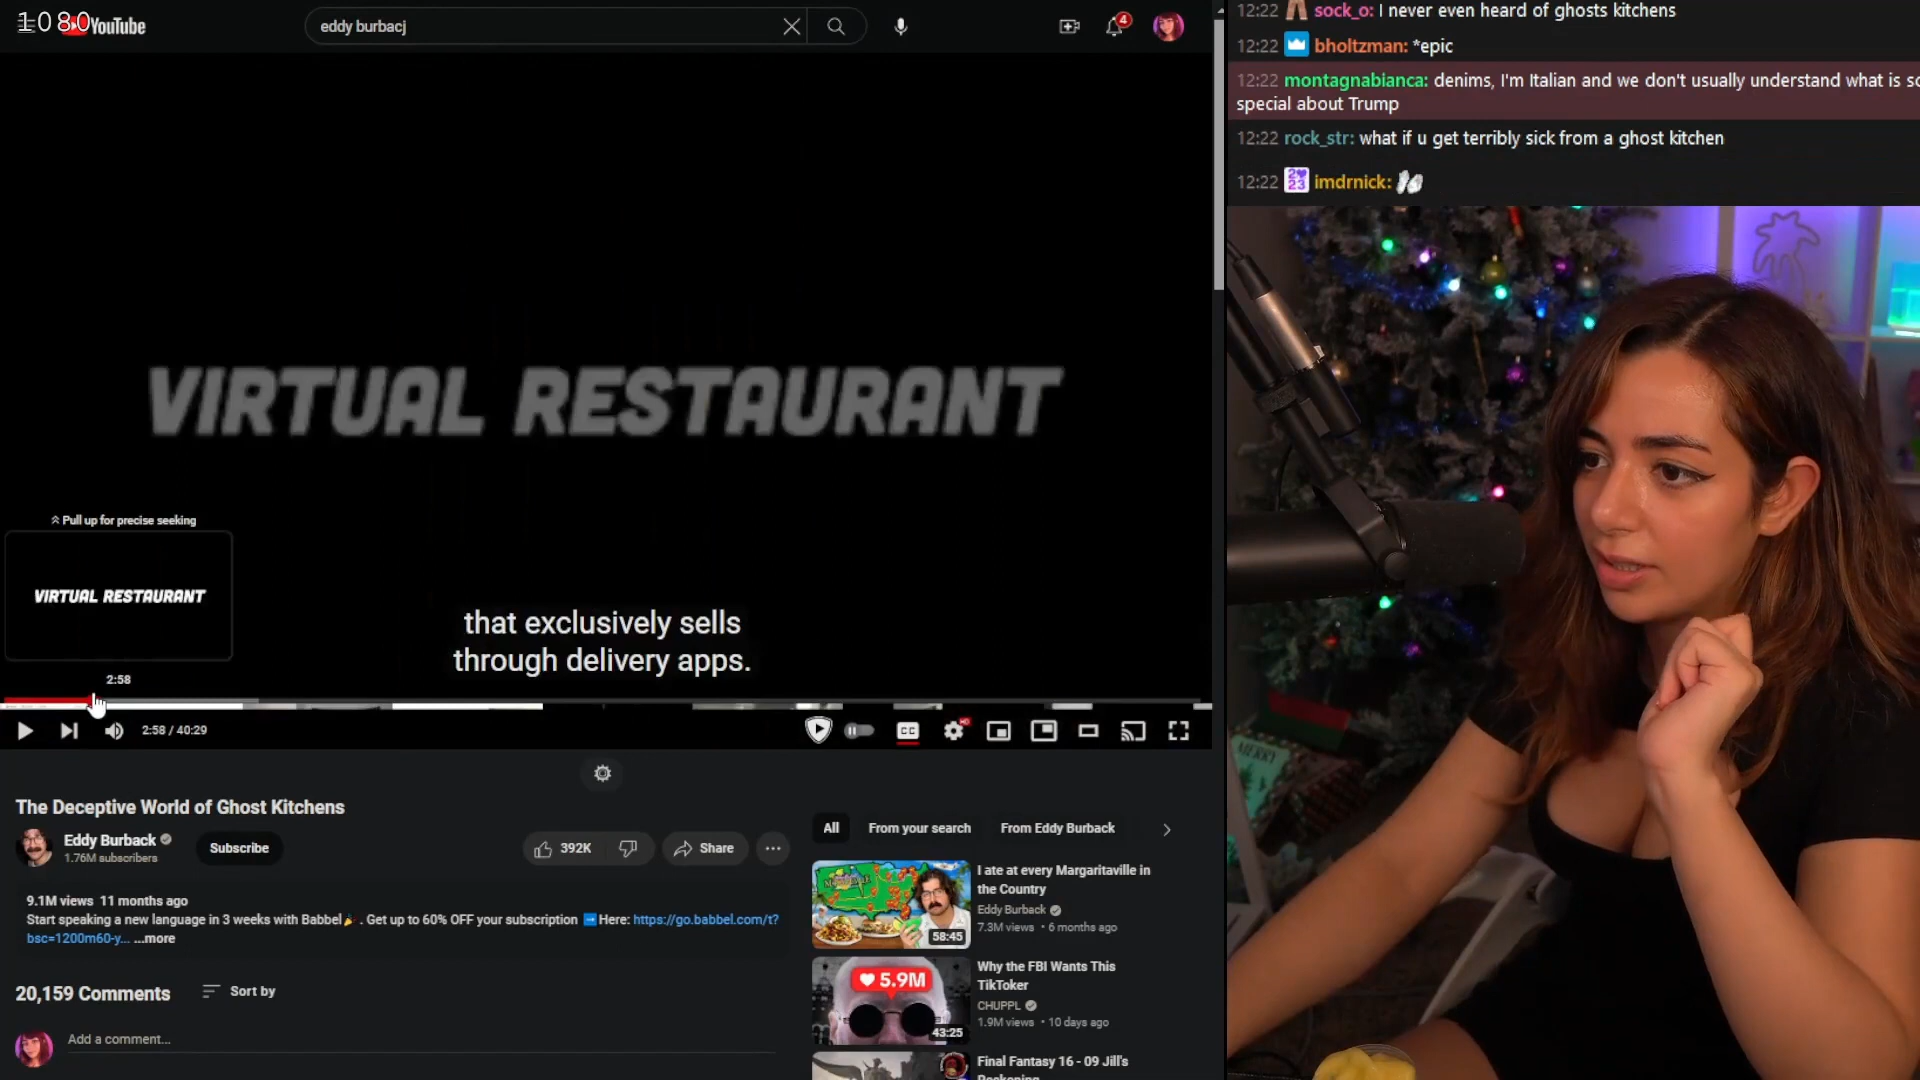 1080
YouTube
eddy burbacj
4
VIRTUAL RESTAURANT
Pull up for precise seeking
VIRTUAL RESTAURANT
that exclusively sells
through delivery apps.
2:58
2:58 / 40:29
CC
HD
The Deceptive World of Ghost Kitchens
Eddy Burback
1.76M subscribers
Subscribe
392K
Share
9.1M views 11 months ago
Start speaking a new language in 3 weeks with Babbel🎉. Get up to 60% OFF your subscription ➡️Here: https://go.babbel.com/t?
bsc=1200m60-y... ...more
20,159 Comments
Sort by
Add a comment...
All
From your search
From Eddy Burback
I ate at every Margaritaville in
the Country
Eddy Burback
7.3M views • 6 months ago
58:45
Why the FBI Wants This
TikToker
CHUPPL
1.9M views • 10 days ago
5.9M
43:25
Final Fantasy 16 - 09 Jill's
Reckoning
12:22 sock_o: I never even heard of ghosts kitchens
12:22 bholtzman: *epic
12:22 montagnabianca: denims, I'm Italian and we don't usually understand what is so
special about Trump
12:22 rock_str: what if u get terribly sick from a ghost kitchen
12:22 imdrnick:
MERRY